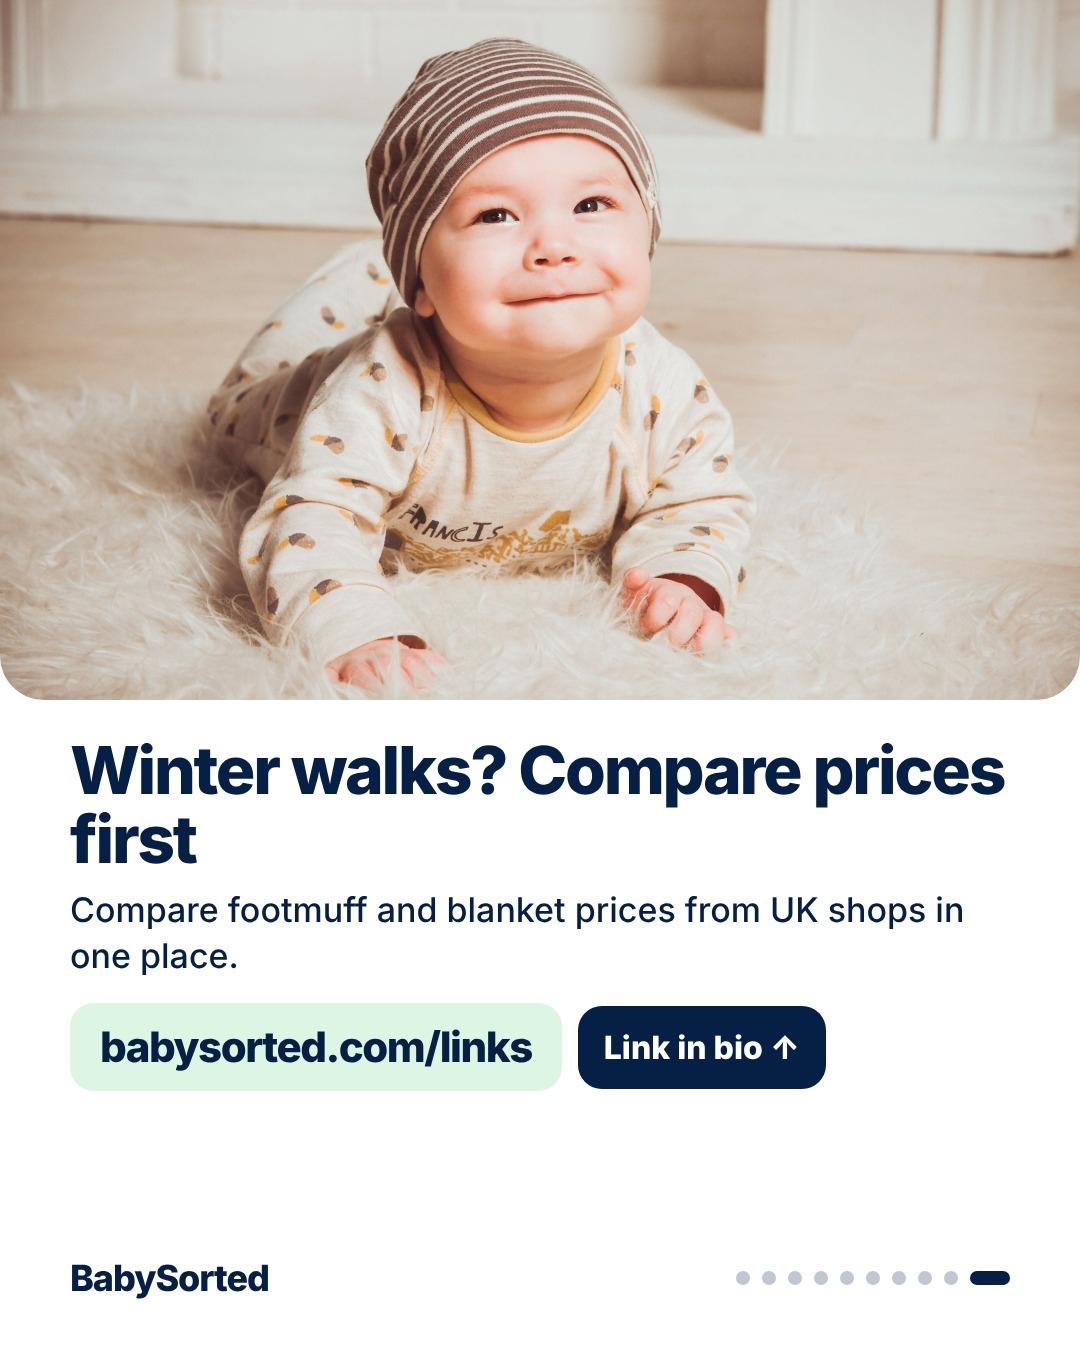 FRANCIS
Winter walks? Compare prices
first
Compare footmuff and blanket prices from UK shops in
one place.
babysorted.com/links
Link in bio ↑
BabySorted